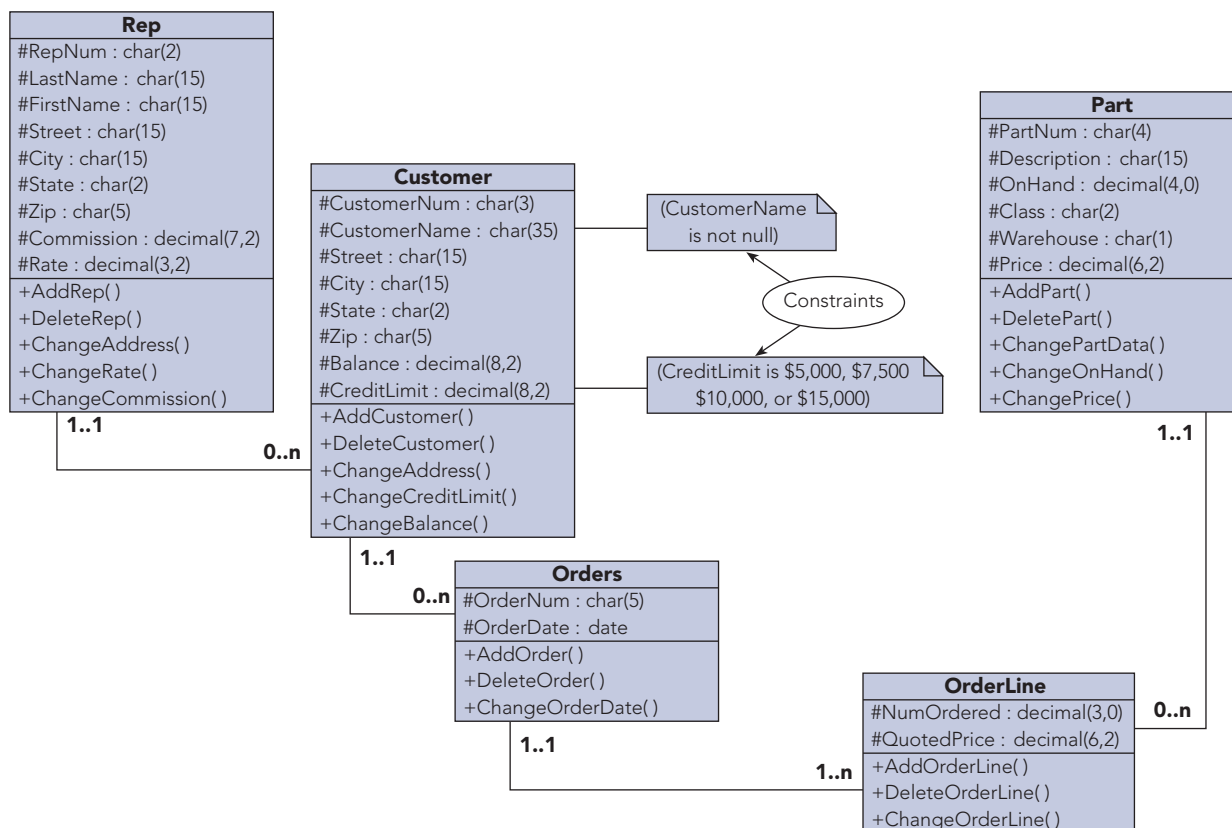 Rep
#RepNum : char(2)
#LastName : char(15)
#FirstName : char(15)
#Street : char(15)
#City : char(15)
#State : char(2)
#Zip : char(5)
#Commission : decimal(7,2)
#Rate : decimal(3,2)
+AddRep( )
+DeleteRep( )
+ChangeAddress( )
+ChangeRate( )
+ChangeCommission( )
1..1
0..n
Customer
#CustomerNum : char(3)
#CustomerName : char(35)
#Street : char(15)
#City : char(15)
#State : char(2)
#Zip : char(5)
#Balance : decimal(8,2)
#CreditLimit : decimal(8,2)
+AddCustomer( )
+DeleteCustomer( )
+ChangeAddress( )
+ChangeCreditLimit( )
+ChangeBalance( )
(CustomerName
is not null)
Constraints
(CreditLimit is $5,000, $7,500
$10,000, or $15,000)
Part
#PartNum : char(4)
#Description : char(15)
#OnHand : decimal(4,0)
#Class : char(2)
#Warehouse : char(1)
#Price : decimal(6,2)
+AddPart( )
+DeletePart( )
+ChangePartData( )
+ChangeOnHand( )
+ChangePrice( )
1..1
1..1
0..n
Orders
#OrderNum : char(5)
#OrderDate : date
+AddOrder( )
+DeleteOrder( )
+ChangeOrderDate( )
1..1
1..n
OrderLine
#NumOrdered : decimal(3,0)
#QuotedPrice : decimal(6,2)
+AddOrderLine( )
+DeleteOrderLine( )
+ChangeOrderLine( )
0..n